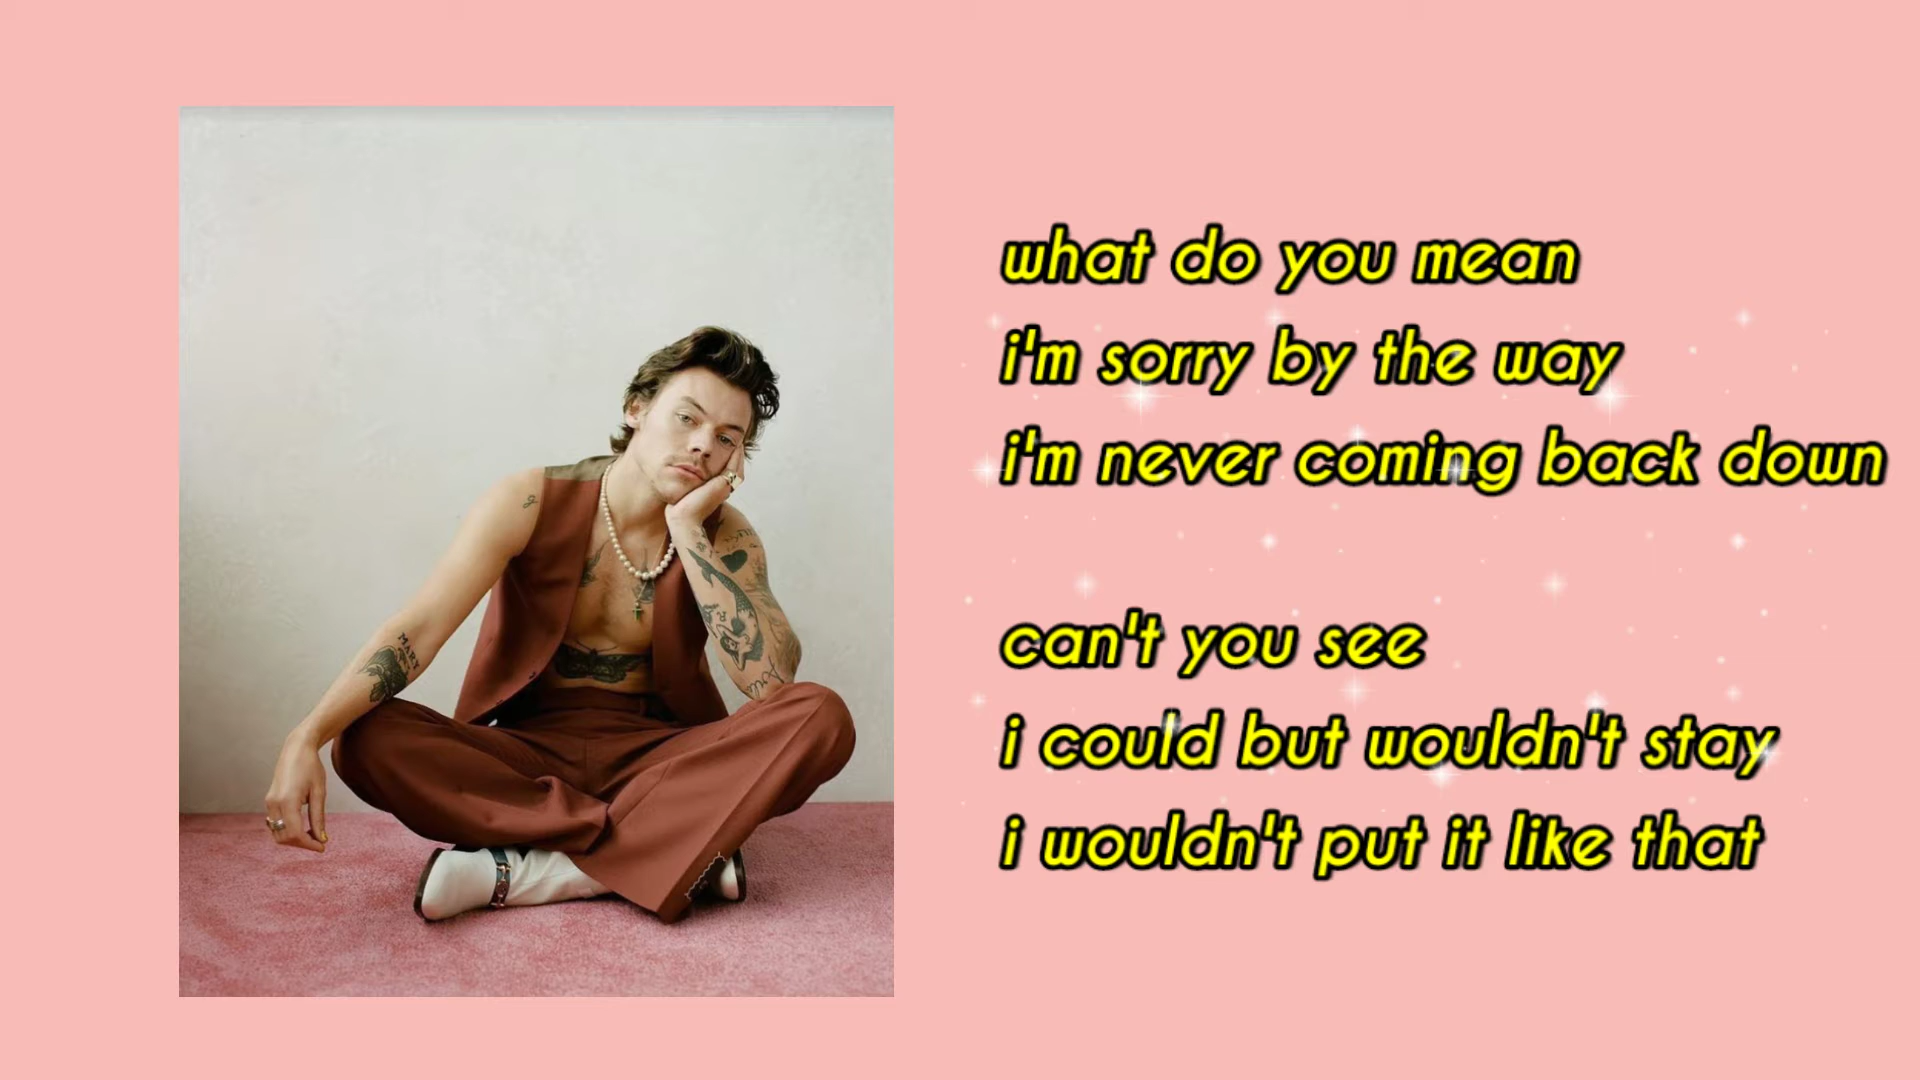 what do you mean
i'm sorry by the way
i'm never coming back down
can't you see
i could but wouldn't stay
i wouldn't put it like that
MARY
g
R